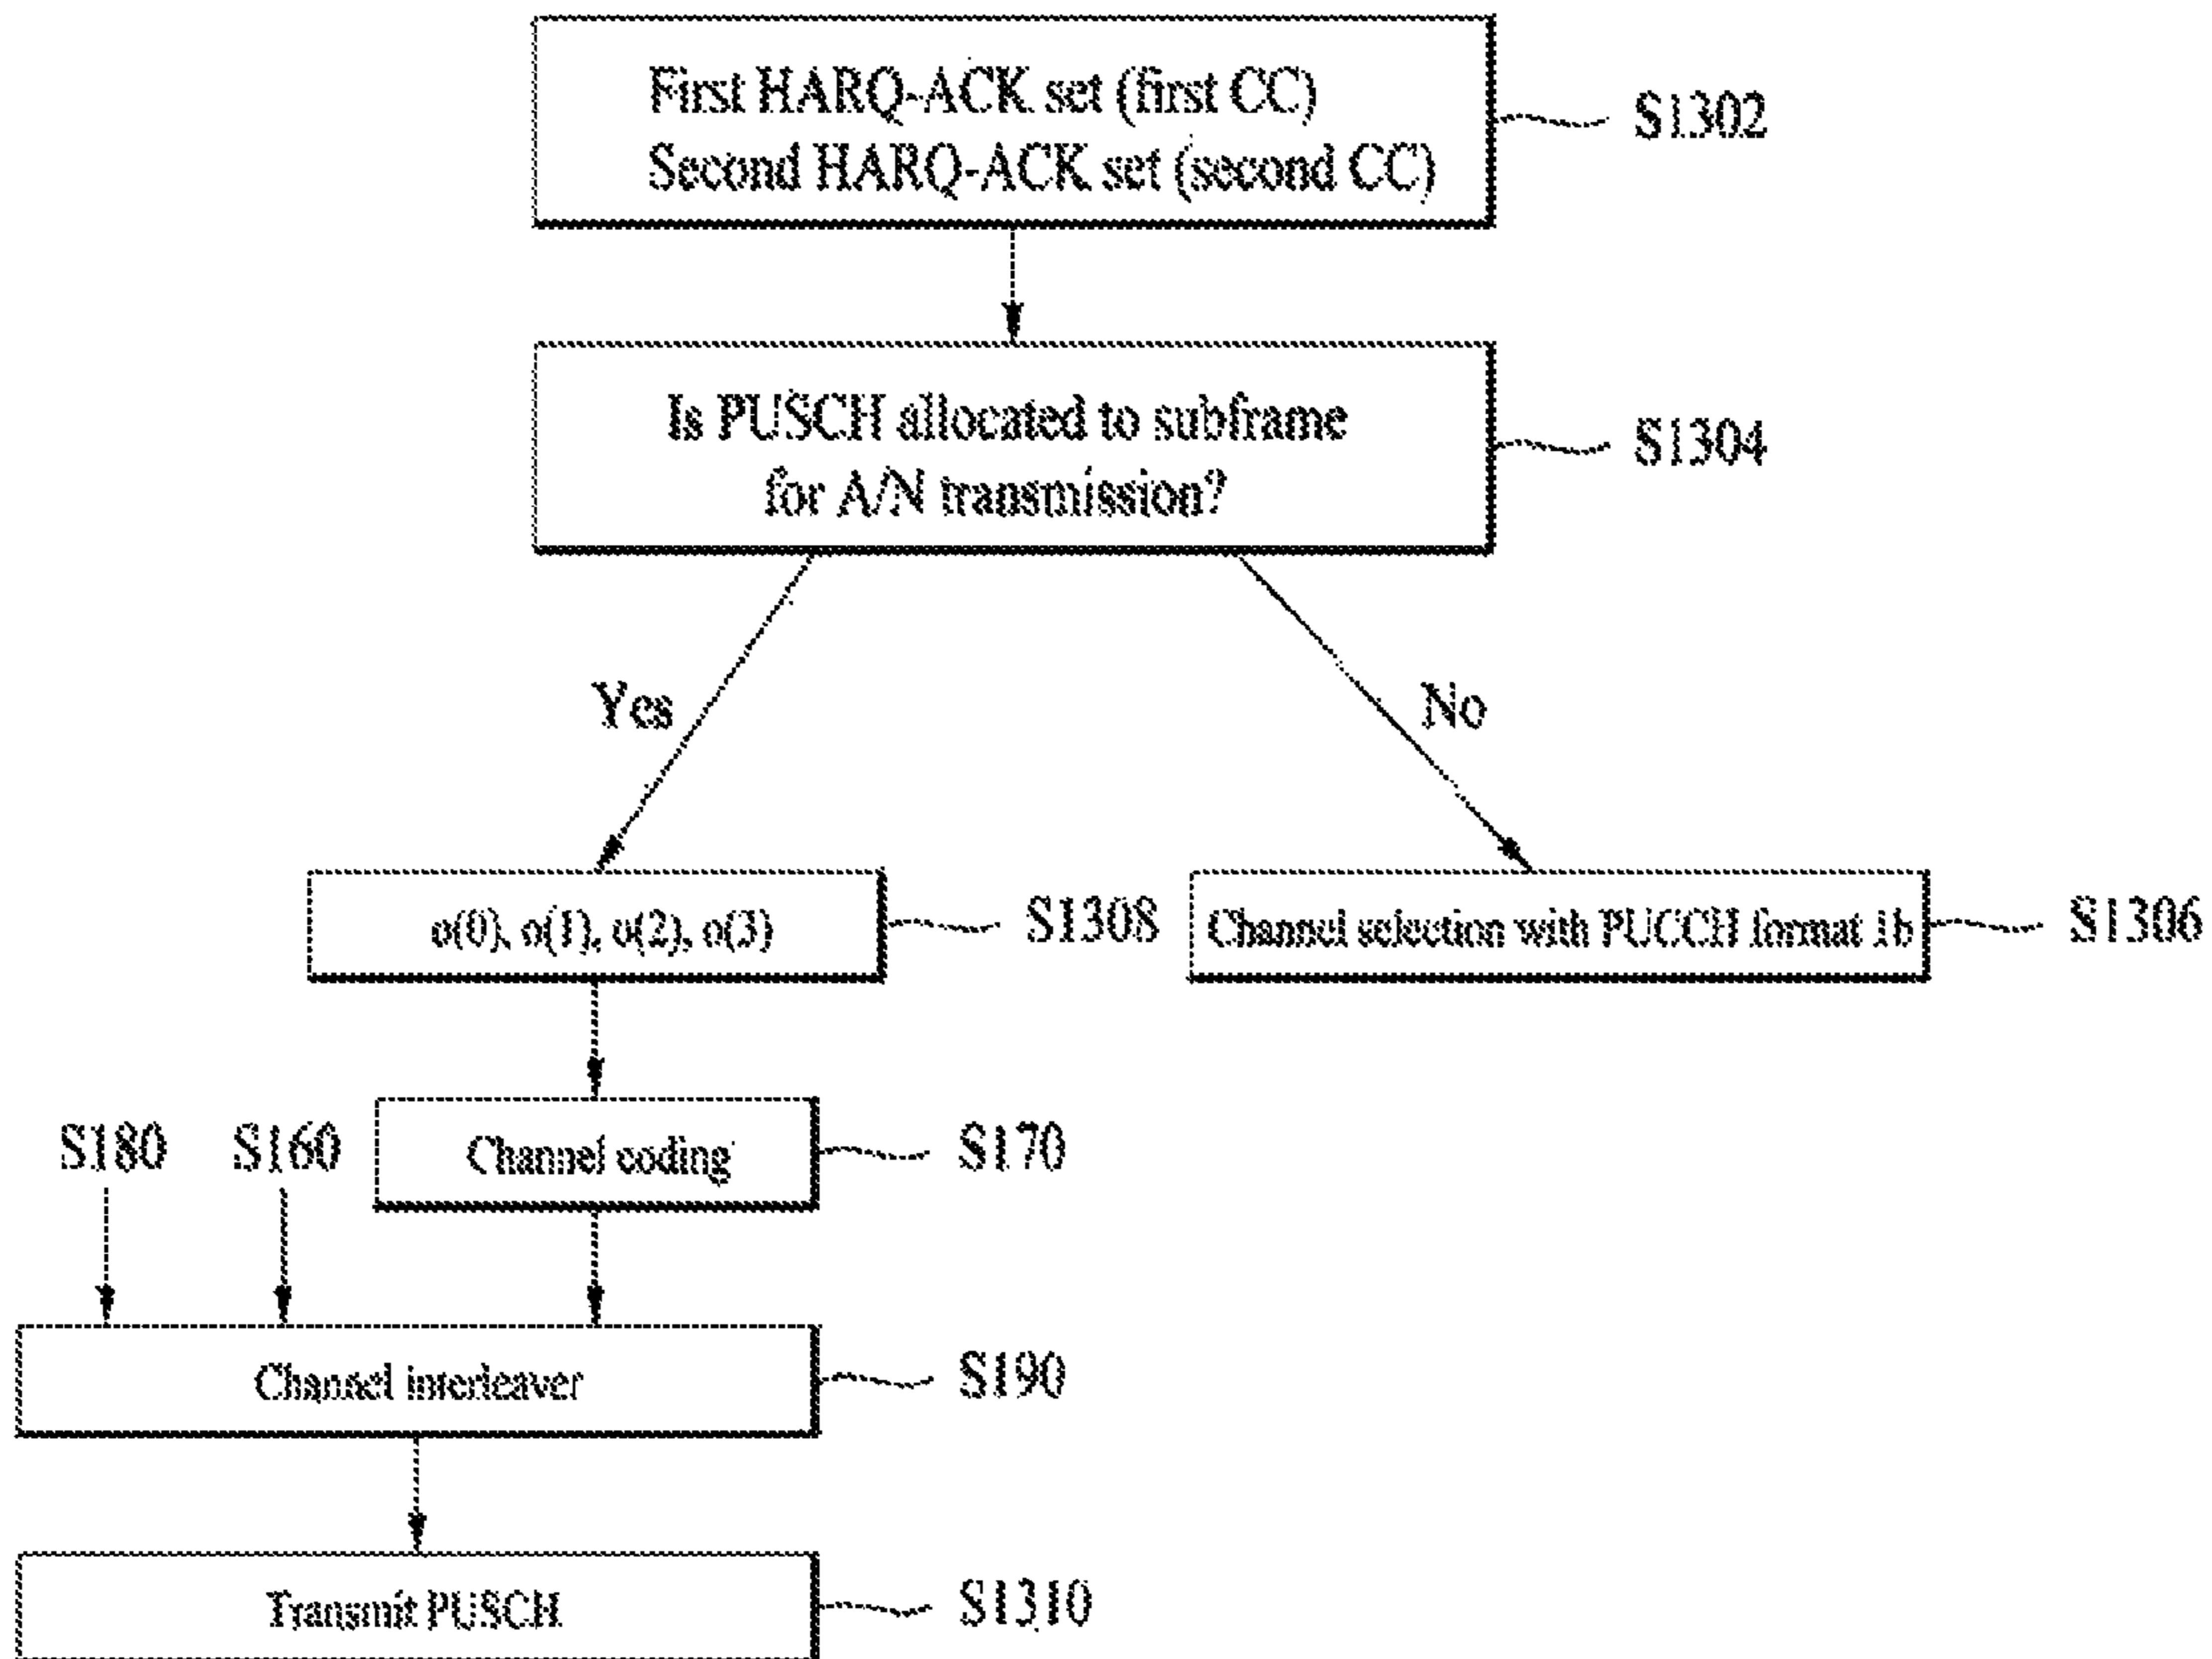 First HARQ-ACK set (first CC)
Second HARQ-ACK set (second CC)
S1302
Is PUSCH allocated to subframe
for A/N transmission?
S1304
Yes
No
o(0), o(1), o(2), o(3)
S1308
Channel selection with PUCCH format 1b
S1306
S180
S160
Channel coding
S170
Channel interleaver
S190
Transmit PUSCH
S1310